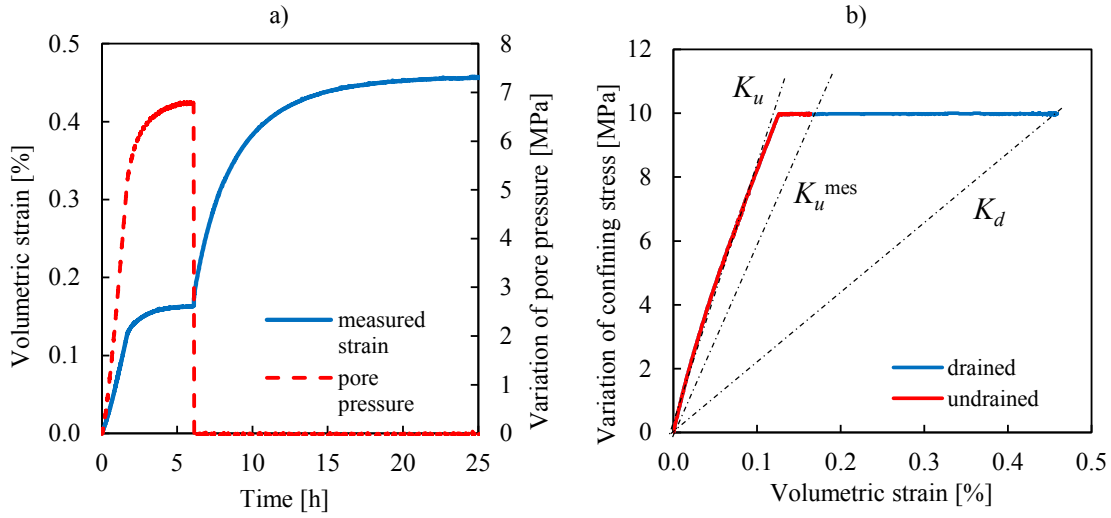 a)
0.5
0.4
0.3
0.2
0.1
0.0
Volumetric strain [%]
0
5
10
15
20
25
Time [h]
8
7
6
5
4
3
2
1
0
Variation of pore pressure [MPa]
measured
strain
pore
pressure
b)
12
10
8
6
4
2
0
Variation of confining stress [MPa]
0.0
0.1
0.2
0.3
0.4
0.5
Volumetric strain [%]
K_u
K_u^mes
K_d
drained
undrained